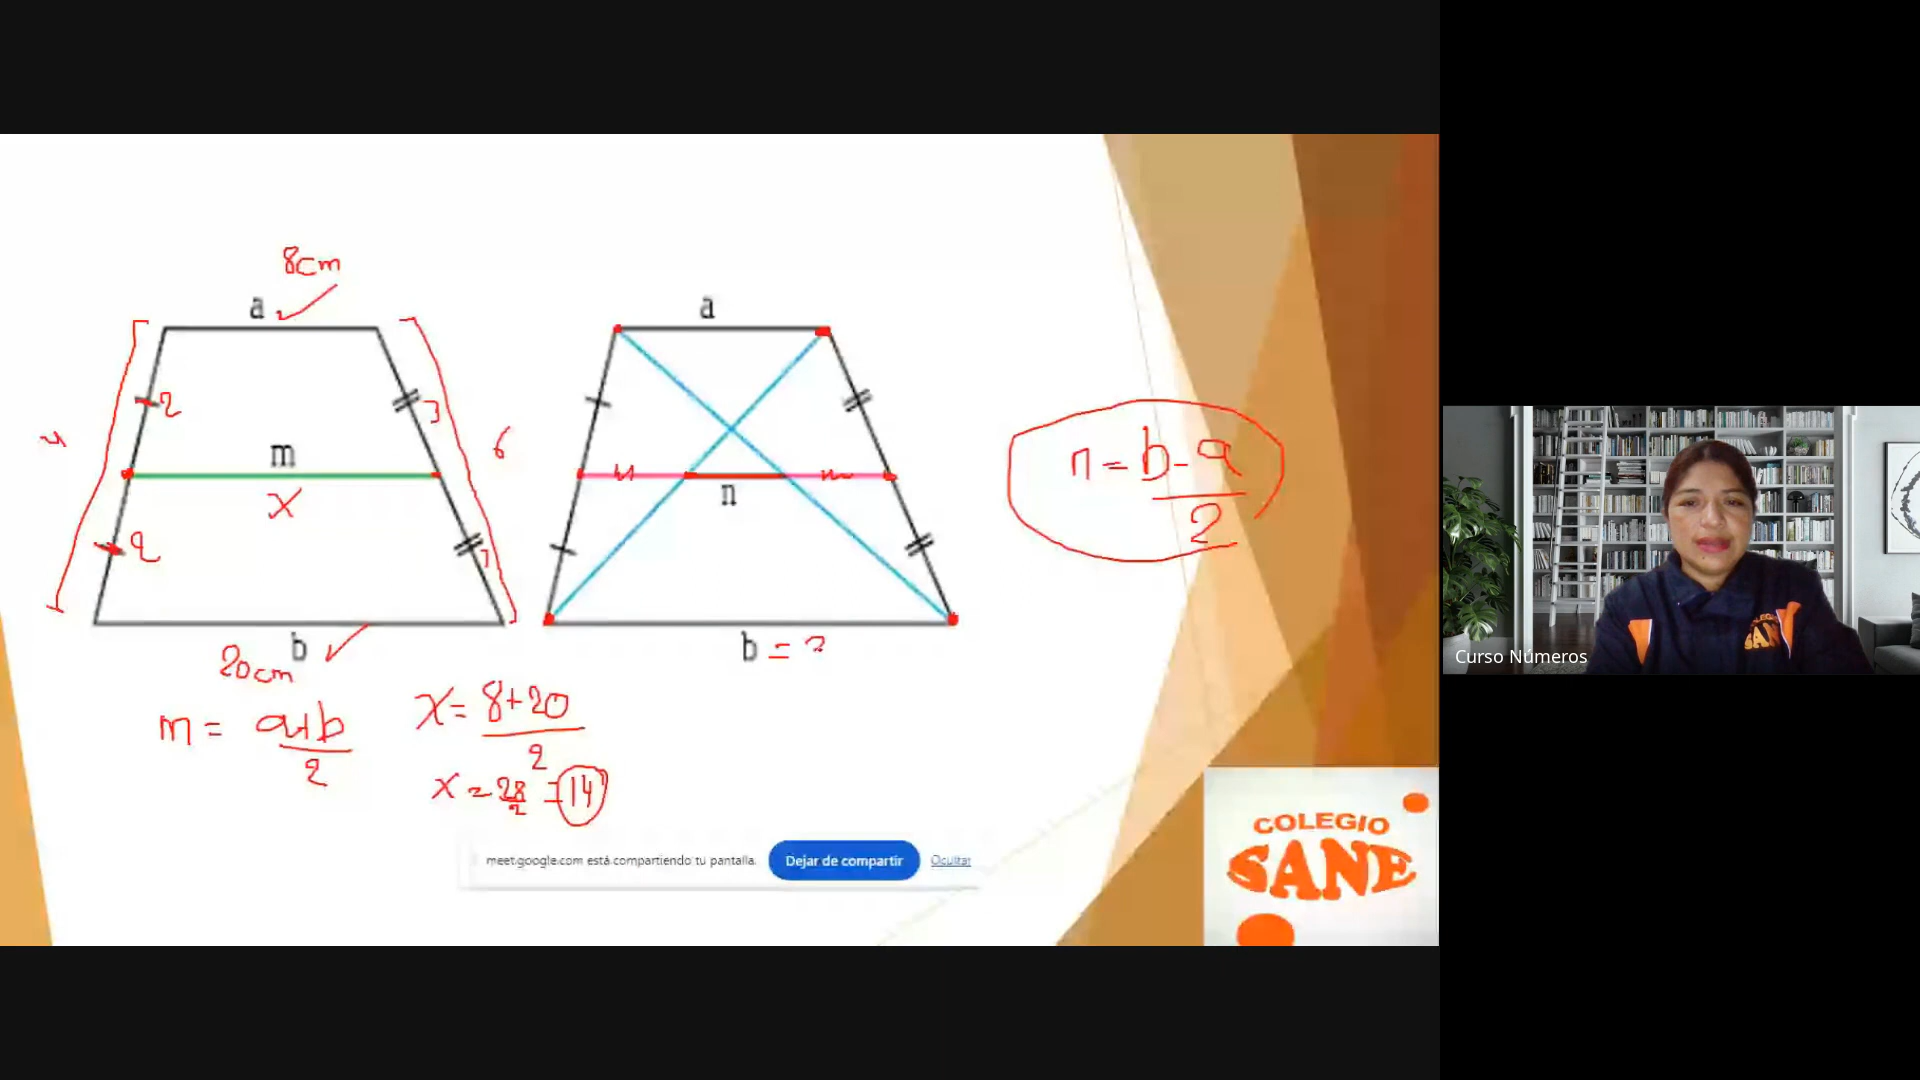 8cm
a
2
3
4
m
6
x
2
b
20cm
m = a+b
2
x = 8+20
2
x = 28/2 = 14
a
n
b = ?
n = b-a
2
meet.google.com está compartiendo tu pantalla.
Dejar de compartir
Ocultar
COLEGIO
SANE
Curso Números